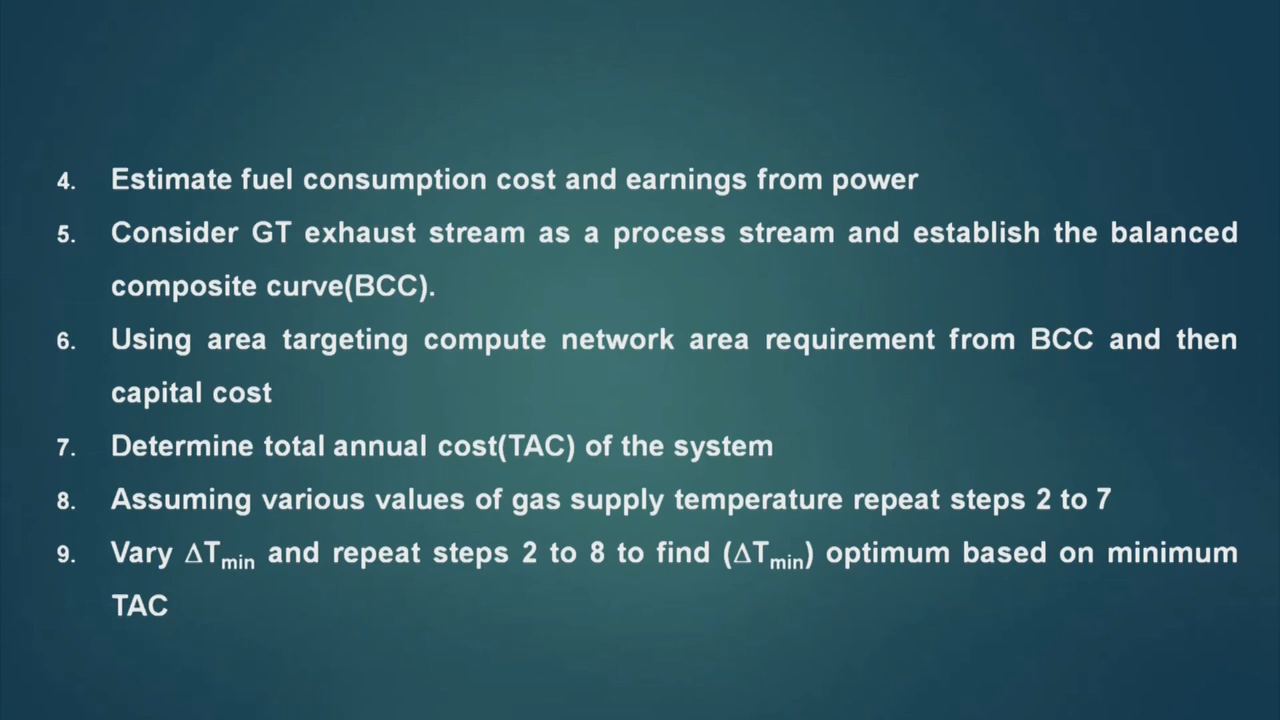 4. Estimate fuel consumption cost and earnings from power
5. Consider GT exhaust stream as a process stream and establish the balanced
composite curve(BCC).
6. Using area targeting compute network area requirement from BCC and then
capital cost
7. Determine total annual cost(TAC) of the system
8. Assuming various values of gas supply temperature repeat steps 2 to 7
9. Vary ΔTmin and repeat steps 2 to 8 to find (ΔTmin) optimum based on minimum
TAC